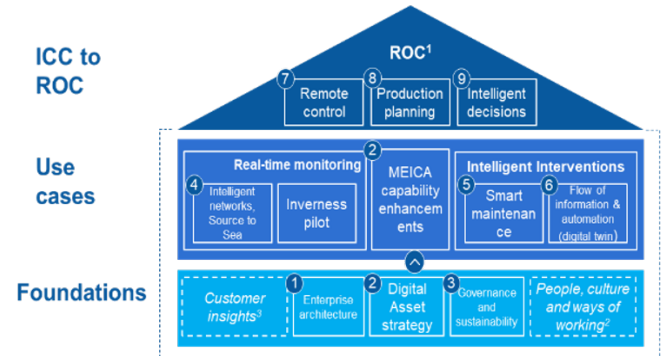 ICC to
ROC
ROC1
7
Remote
control
8
Production
planning
9
Intelligent
decisions
Use
cases
Real-time monitoring
4
Intelligent
networks,
Source to
Sea
Inverness
pilot
2
MEICA
capability
enhancem
ents
Intelligent Interventions
5
Smart
maintenan
ce
6
Flow of
information &
automation
(digital twin)
Foundations
Customer
insights3
1
Enterprise
architecture
2
Digital
Asset
strategy
3
Governance
and
sustainability
People, culture
and ways of
working2